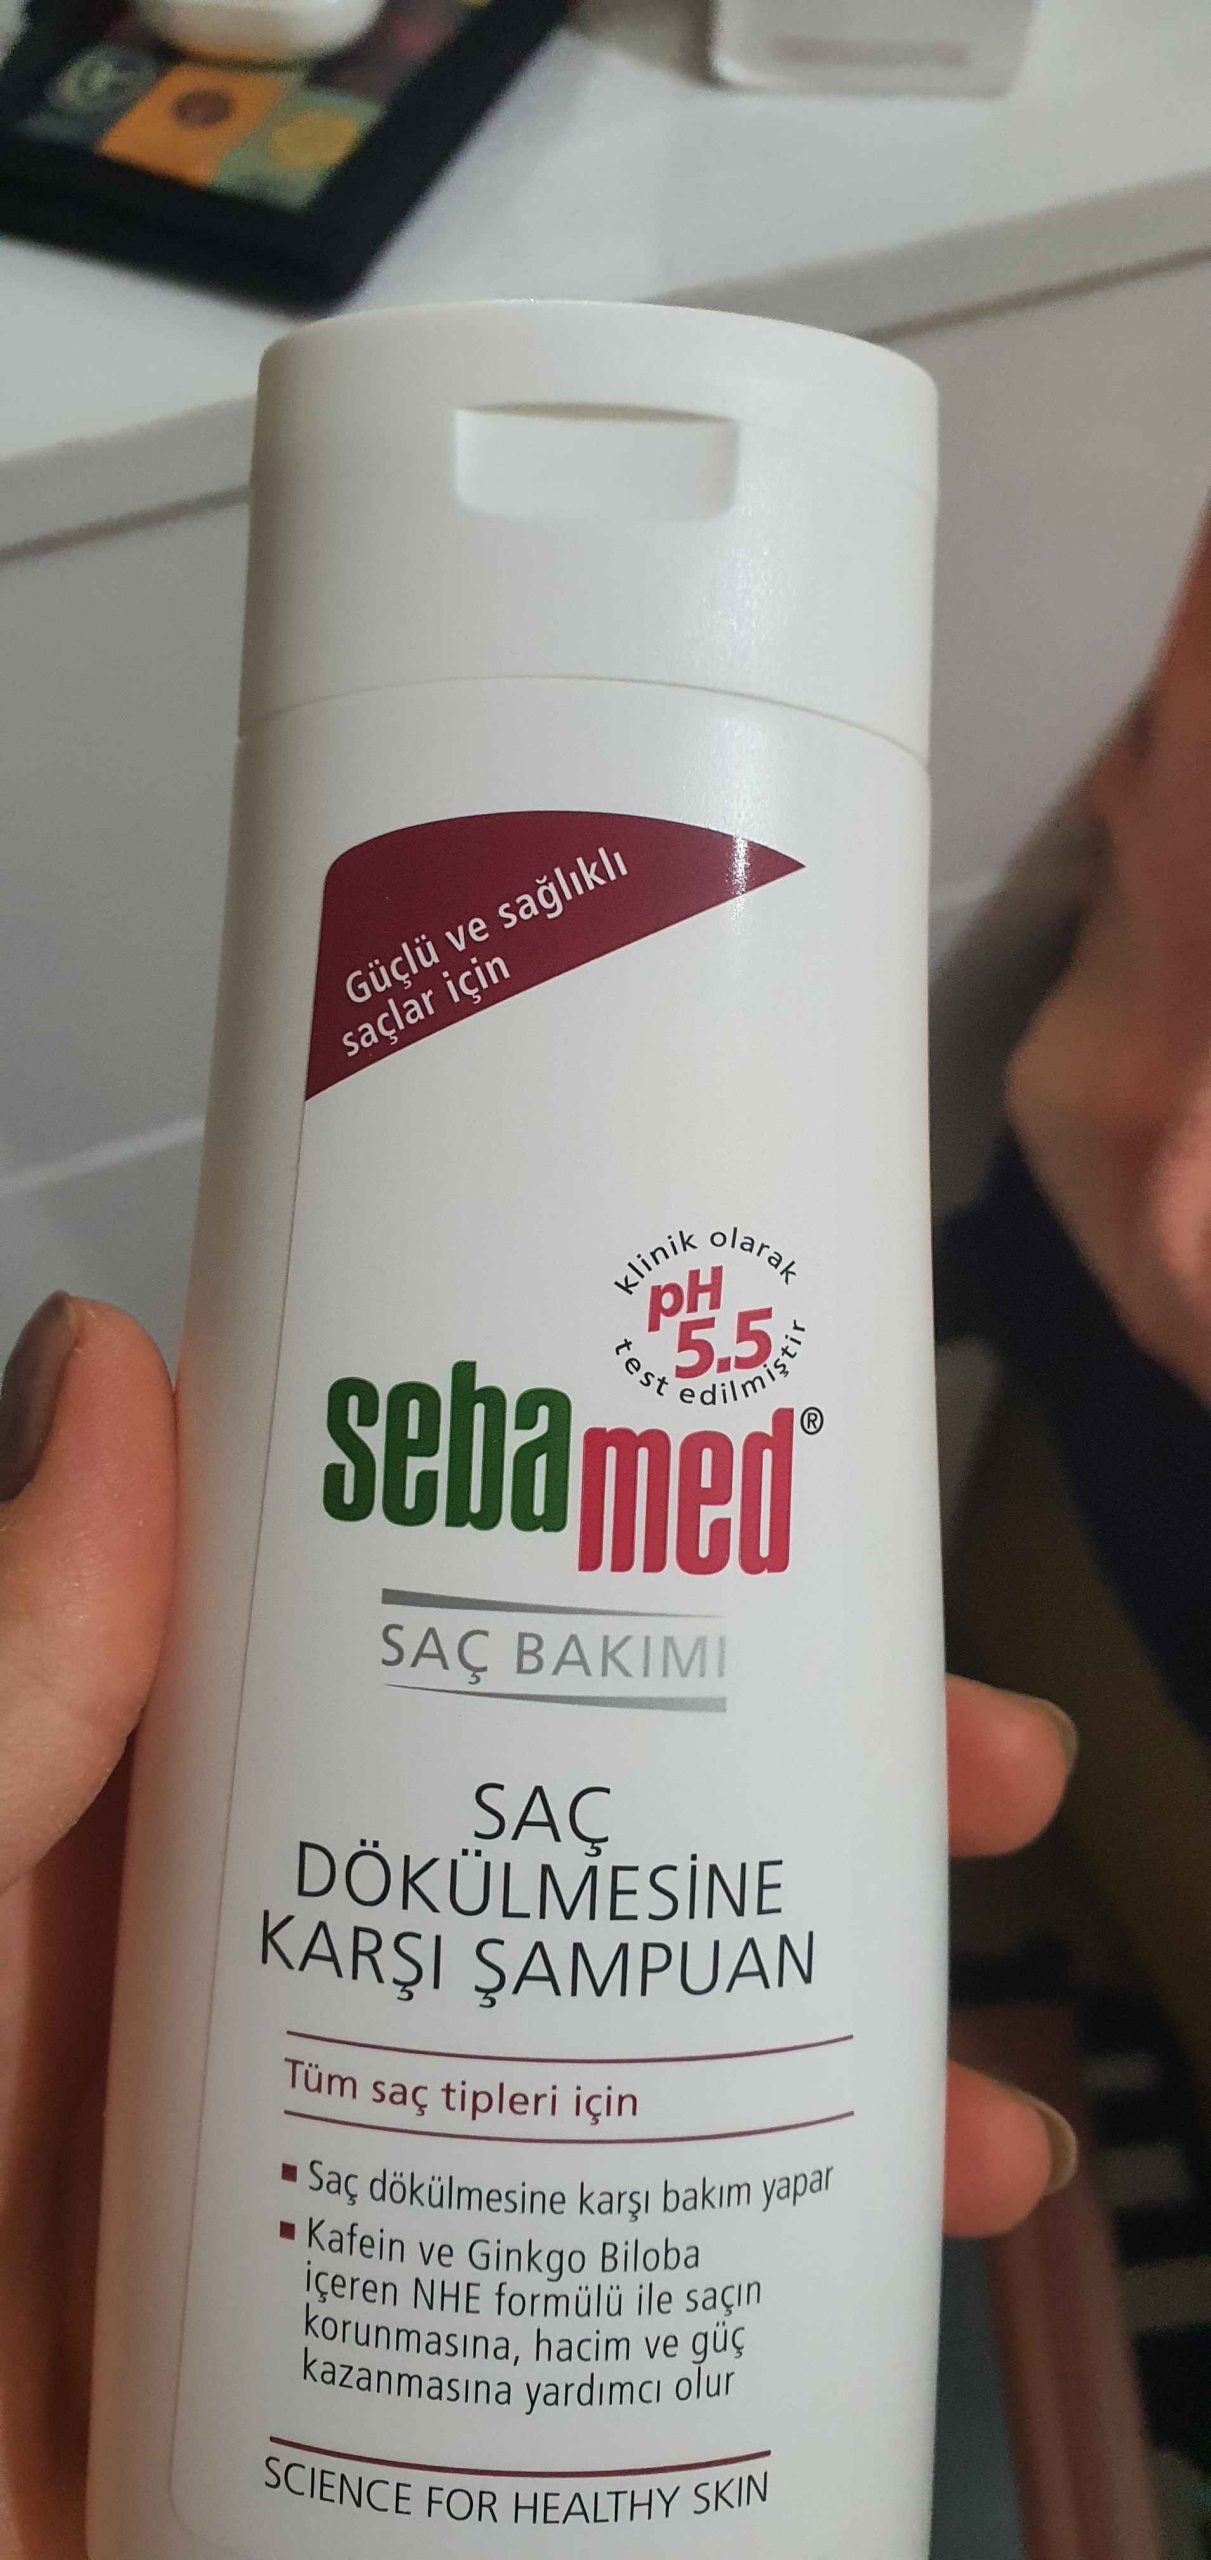 Güçlü ve sağlıklı
saçlar için
klinik olarak
pH
5.5
test edilmiştir
sebamed®
SAÇ BAKIMI
SAÇ
DÖKÜLMESİNE
KARŞI ŞAMPUAN
Tüm saç tipleri için
▪ Saç dökülmesine karşı bakım yapar
▪ Kafein ve Ginkgo Biloba
içeren NHE formülü ile saçın
korunmasına, hacim ve güç
kazanmasına yardımcı olur
SCIENCE FOR HEALTHY SKIN